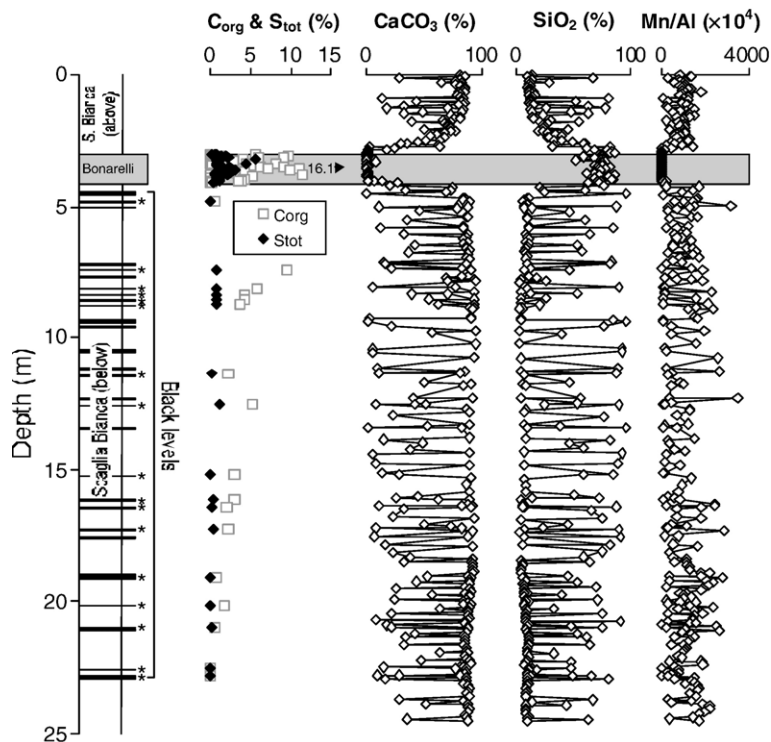 Corg & Stot (%) CaCO3 (%) SiO2 (%) Mn/Al (×10⁴)
0 5 10 15 0 100 0 100 0 4000
0
S. Bianca
(above)
Bonarelli
16.1
5
*
Corg
Stot
*
*
*
*
*
10
Depth (m)
Scaglia Bianca (below)
Black levels
*
*
15
*
*
*
*
*
20
*
*
*
*
25